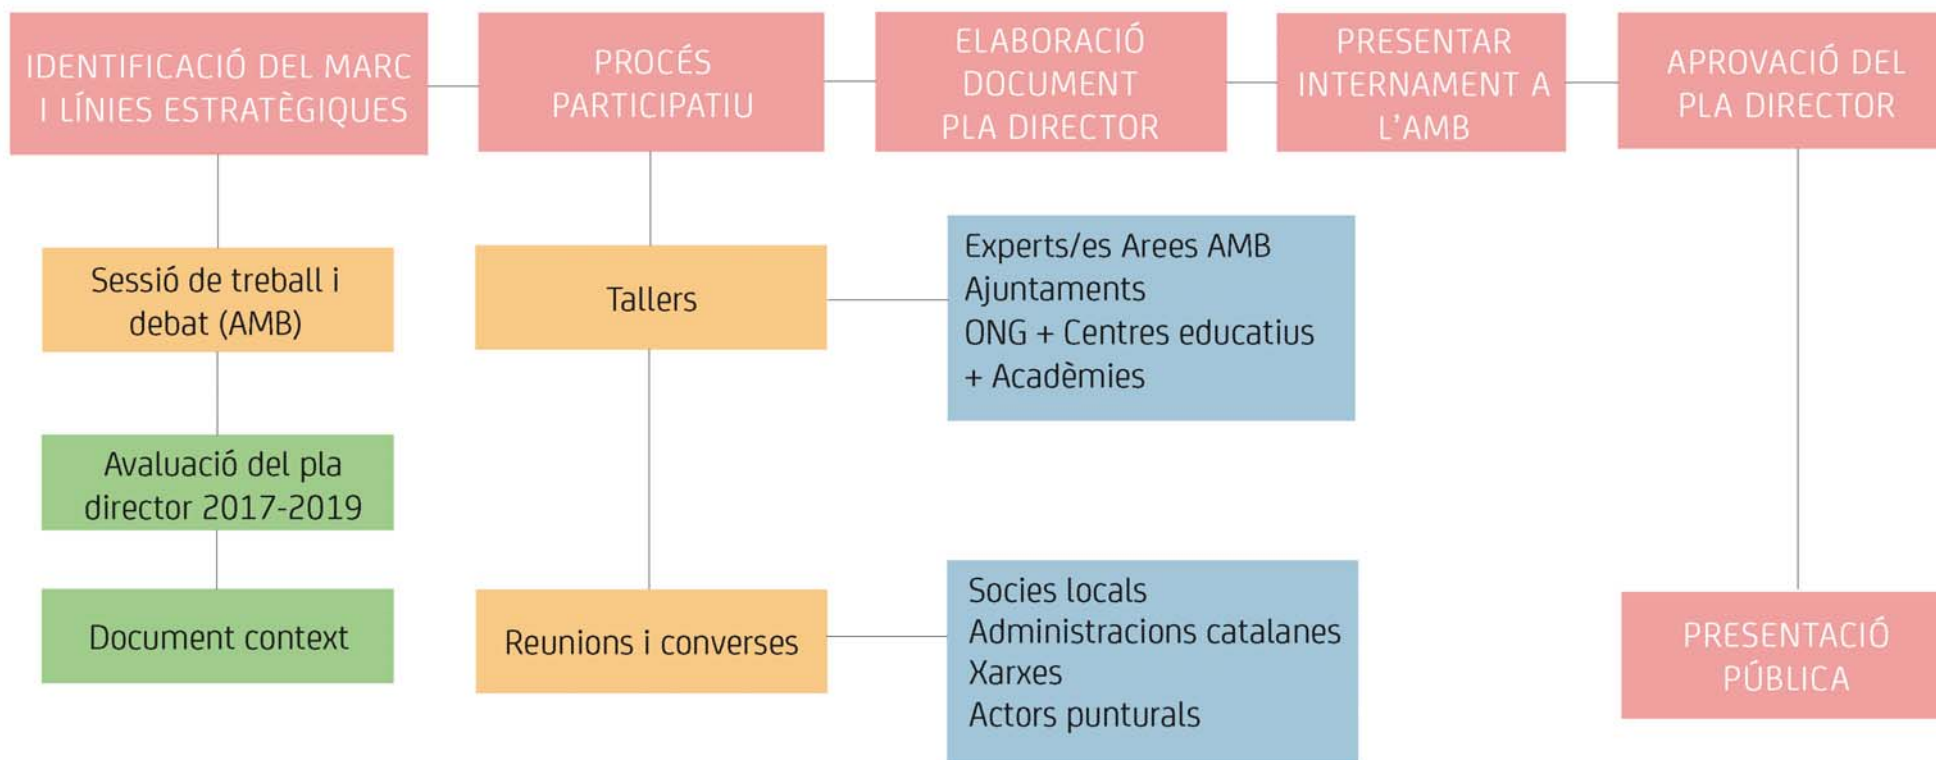 IDENTIFICACIÓ DEL MARC
I LÍNIES ESTRATÈGIQUES
PROCÉS
PARTICIPATIU
ELABORACIÓ
DOCUMENT
PLA DIRECTOR
PRESENTAR
INTERNAMENT A
L'AMB
APROVACIÓ DEL
PLA DIRECTOR
Sessió de treball i
debat (AMB)
Avaluació del pla
director 2017-2019
Document context
Tallers
Experts/es Arees AMB
Ajuntaments
ONG + Centres educatius
+ Acadèmies
Reunions i converses
Socies locals
Administracions catalanes
Xarxes
Actors punturals
PRESENTACIÓ
PÚBLICA